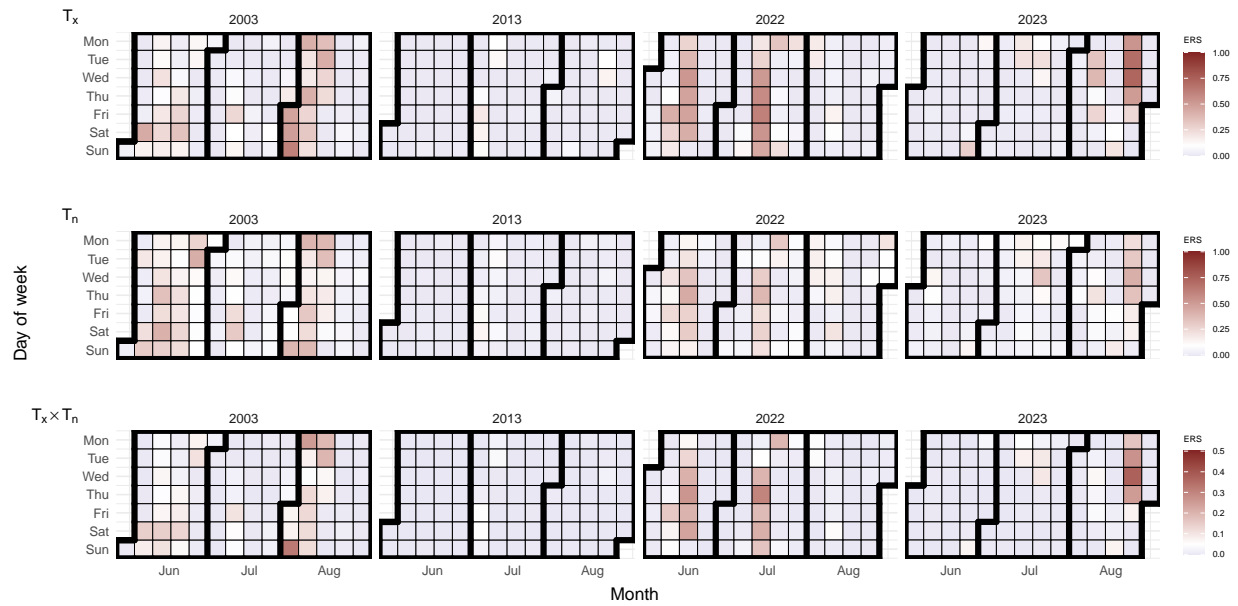 Tx 2003 2013 2022 2023
Mon
Tue
Wed
Thu
Fri
Sat
Sun
ERS
1.00
0.75
0.50
0.25
0.00
Tn 2003 2013 2022 2023
Mon
Tue
Wed
Thu
Fri
Sat
Sun
ERS
1.00
0.75
0.50
0.25
0.00
Day of week
Tx×Tn 2003 2013 2022 2023
Mon
Tue
Wed
Thu
Fri
Sat
Sun
ERS
0.5
0.4
0.3
0.2
0.1
0.0
Jun Jul Aug Jun Jul Aug Jun Jul Aug Jun Jul Aug
Month